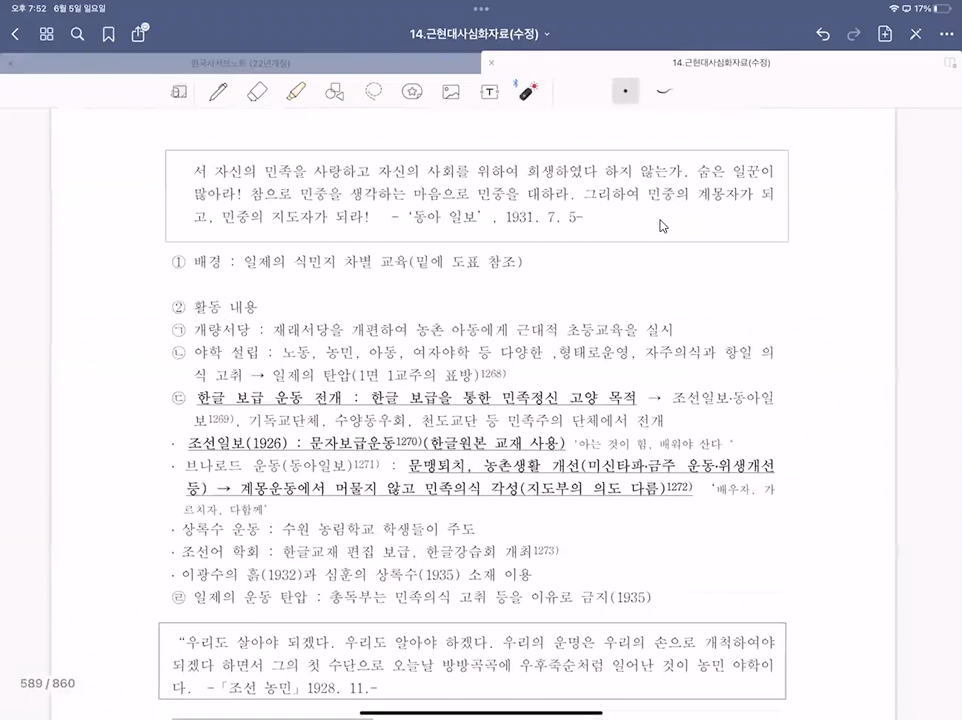 오후 7:52 6월 5일 일요일
17%
14.근현대사심화자료(수정)
한국사서브노트 (22년개정)
14.근현대사심화자료(수정)
서 자신의 민족을 사랑하고 자신의 사회를 위하여 희생하였다 하지 않는가. 숨은 일꾼이
많아라! 참으로 민중을 생각하는 마음으로 민중을 대하라. 그리하여 민중의 계몽자가 되
고, 민중의 지도자가 되라! -‘동아 일보’, 1931. 7. 5-
① 배경 : 일제의 식민지 차별 교육(밑에 도표 참조)
② 활동 내용
㉠ 개량서당 : 재래서당을 개편하여 농촌 아동에게 근대적 초등교육을 실시
㉡ 야학 설립 : 노동, 농민, 아동, 여자야학 등 다양한 ,형태로운영, 자주의식과 항일 의
식 고취 → 일제의 탄압(1면 1교주의 표방)1268)
㉢ 한글 보급 운동 전개 : 한글 보급을 통한 민족정신 고양 목적 → 조선일보·동아일
보1269), 기독교단체, 수양동우회, 천도교단 등 민족주의 단체에서 전개
· 조선일보(1926) : 문자보급운동1270)(한글원본 교재 사용) ‘아는 것이 힘, 배워야 산다 ‘
· 브나로드 운동(동아일보)1271) : 문맹퇴치, 농촌생활 개선(미신타파·금주 운동·위생개선
등) → 계몽운동에서 머물지 않고 민족의식 각성(지도부의 의도 다름)1272) ‘배우자, 가
르치자, 다함께’
· 상록수 운동 : 수원 농림학교 학생들이 주도
· 조선어 학회 : 한글교재 편집 보급, 한글강습회 개최1273)
· 이광수의 흙(1932)과 심훈의 상록수(1935) 소재 이용
㉣ 일제의 운동 탄압 : 총독부는 민족의식 고취 등을 이유로 금지(1935)
“우리도 살아야 되겠다. 우리도 알아야 하겠다. 우리의 운명은 우리의 손으로 개척하여야
되겠다 하면서 그의 첫 수단으로 오늘날 방방곡곡에 우후죽순처럼 일어난 것이 농민 야학이
다. -「조선 농민」1928. 11.-
589 / 860